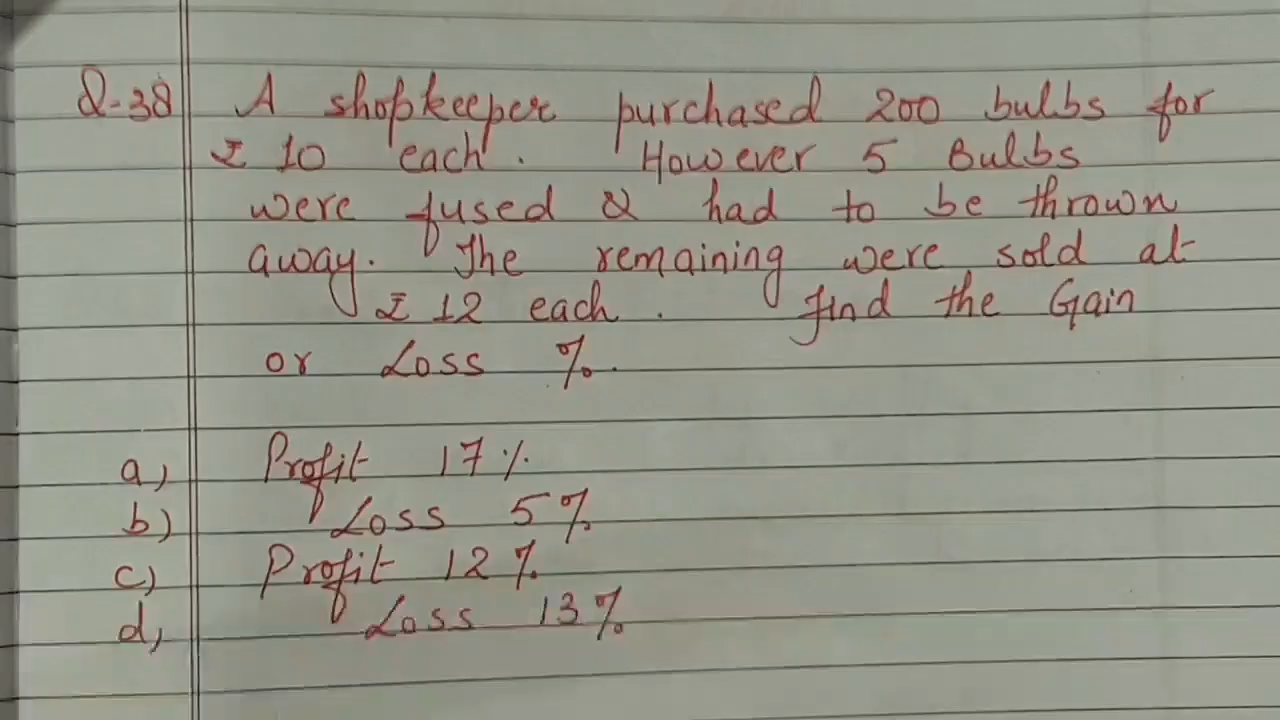 Q-38 A shopkeeper purchased 200 bulbs for
₹ 10 each. However 5 Bulbs
were fused & had to be thrown
away. The remaining were sold at
₹ 12 each. find the Gain
or Loss %.
a) Profit 17%
b) Loss 5%
c) Profit 12%
d) Loss 13%